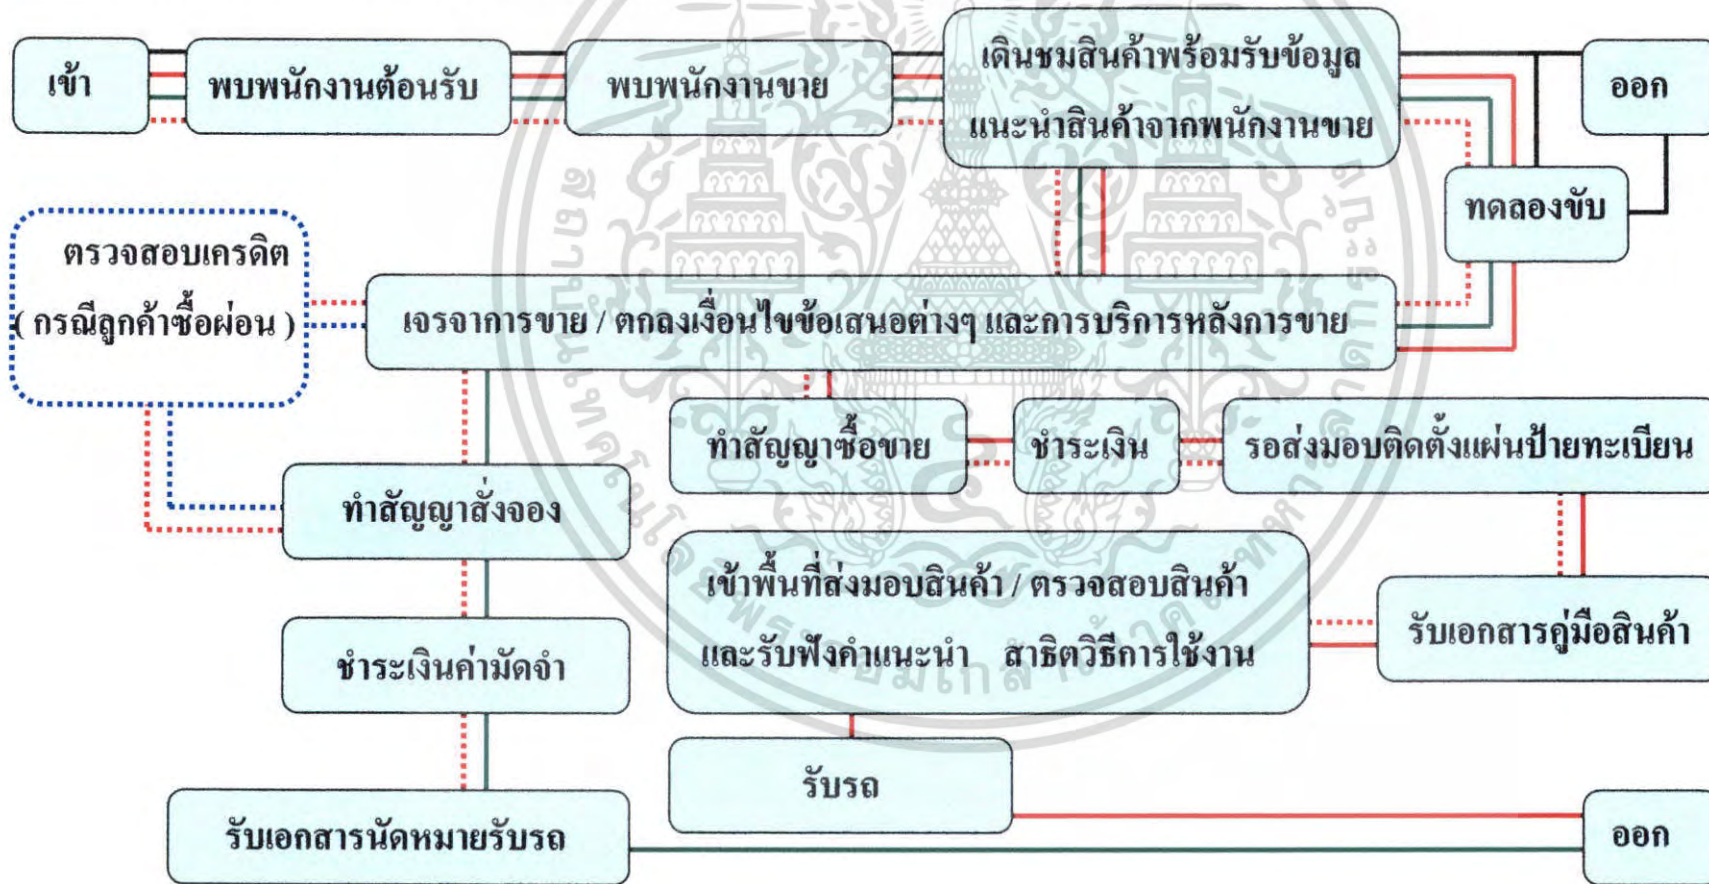 เข้า
พบพนักงานต้อนรับ
พบพนักงานขาย
เดินชมสินค้าพร้อมรับข้อมูล
แนะนำสินค้าจากพนักงานขาย
ออก
ทดลองขับ
ตรวจสอบเครดิต
( กรณีลูกค้าซื้อผ่อน )
เจรจาการขาย / ตกลงเงื่อนไขข้อเสนอต่างๆ และการบริการหลังการขาย
ทำสัญญาซื้อขาย
ชำระเงิน
รอส่งมอบติดตั้งแผ่นป้ายทะเบียน
ทำสัญญาสั่งจอง
เข้าพื้นที่ส่งมอบสินค้า / ตรวจสอบสินค้า
และรับฟังคำแนะนำ สาธิตวิธีการใช้งาน
รับเอกสารคู่มือสินค้า
ชำระเงินค่ามัดจำ
รับรถ
รับเอกสารนัดหมายรับรถ
ออก